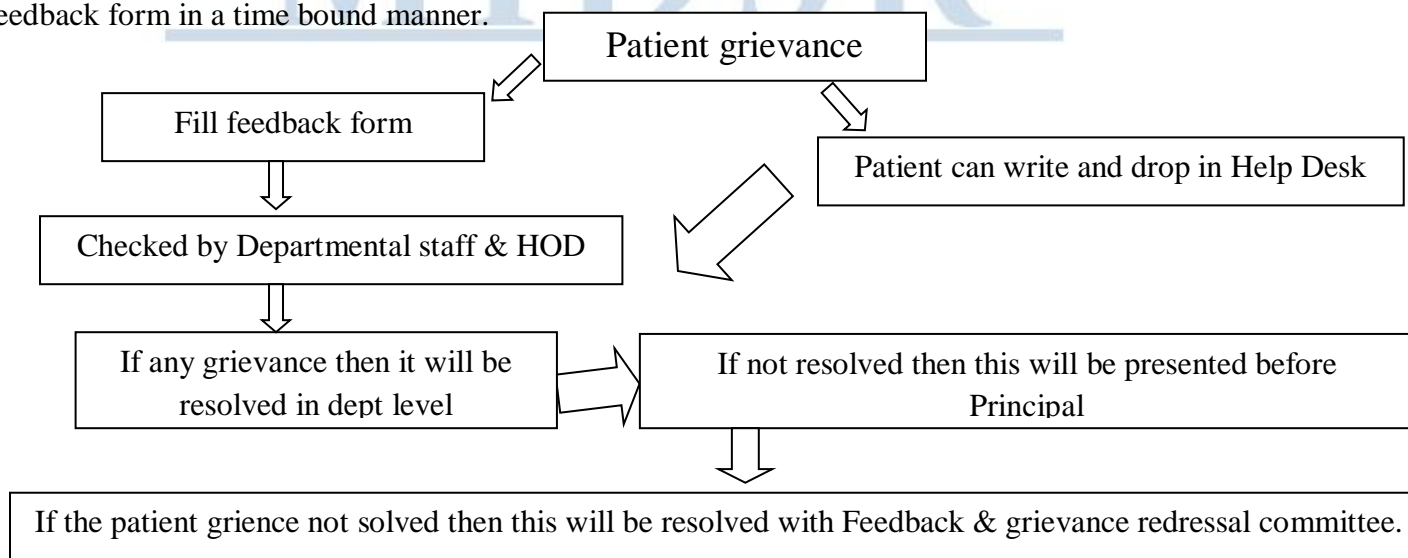 feedback form in a time bound manner.
Patient grievance
Fill feedback form
Patient can write and drop in Help Desk
Checked by Departmental staff & HOD
If any grievance then it will be
resolved in dept level
If not resolved then this will be presented before
Principal
If the patient grience not solved then this will be resolved with Feedback & grievance redressal committee.